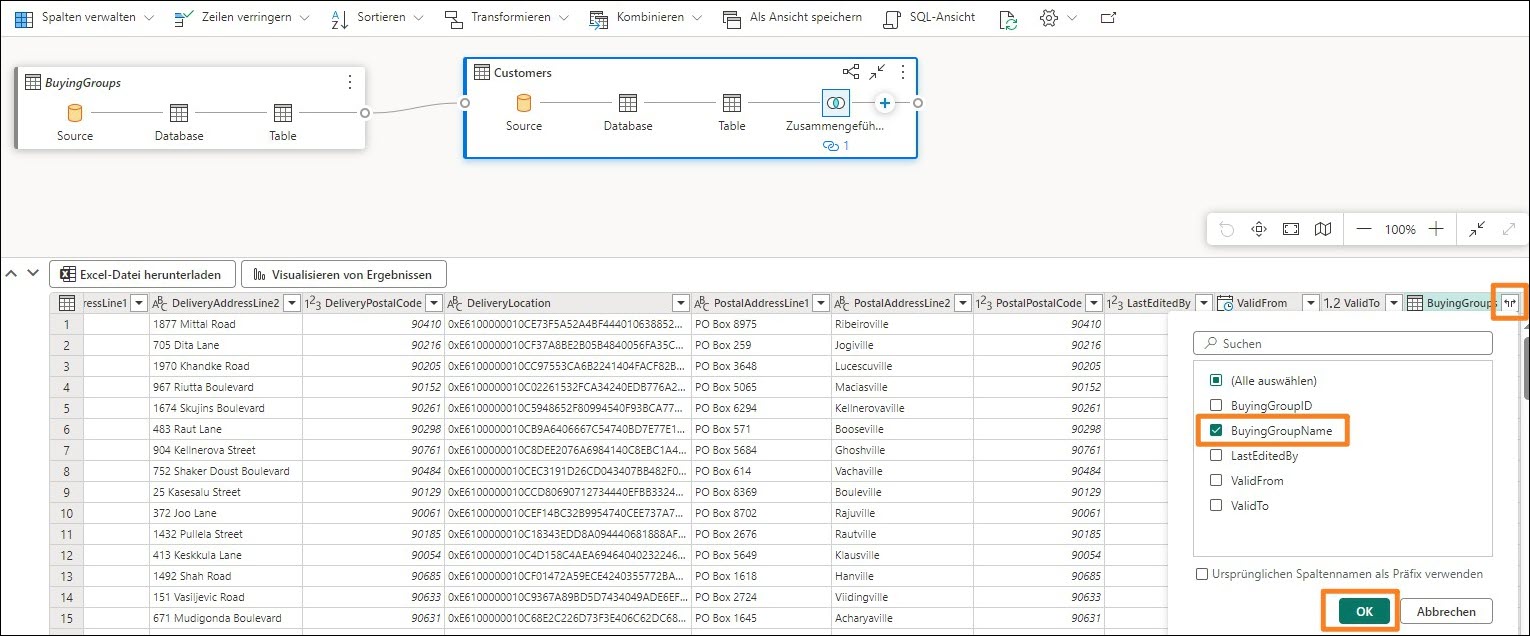 Spalten verwalten Zeilen verringern Sortieren Transformieren Kombinieren Als Ansicht speichern SQL-Ansicht
BuyingGroups
Source Database Table
Customers
Source Database Table Zusammengefüh...
1
100%
Excel-Datei herunterladen Visualisieren von Ergebnissen
ressLine1 DeliveryAddressLine2 DeliveryPostalCode DeliveryLocation PostalAddressLine1 PostalAddressLine2 PostalPostalCode LastEditedBy ValidFrom 1.2 ValidTo BuyingGroups
1 1877 Mittal Road 90410 0xE6100000010CE73F5A52A4BF444010638852... PO Box 8975 Ribeiroville 90410
2 705 Dita Lane 90216 0xE6100000010CF37A8BE2B05B4840056FA35C... PO Box 259 Jogiville 90216
3 1970 Khandke Road 90205 0xE6100000010CC97553CA6B2241404FACF82B... PO Box 3648 Lucescuville 90205
4 967 Riutta Boulevard 90152 0xE6100000010C02261532FCA34240EDB776A2... PO Box 5065 Maciasville 90152
5 1674 Skujins Boulevard 90261 0xE6100000010C5948652F80994540F93BCA77... PO Box 6294 Kellnerovaville 90261
6 483 Raut Lane 90298 0xE6100000010CB9A6406667C54740BD7E77E1... PO Box 571 Booseville 90298
7 904 Kellnerova Street 90761 0xE6100000010C8DEE2076A6984140C8EBC1A4... PO Box 5684 Ghoshville 90761
8 752 Shaker Doust Boulevard 90484 0xE6100000010CEC3191D26CD043407BB482F0... PO Box 614 Vachaville 90484
9 25 Kasesalu Street 90129 0xE6100000010CCD80690712734440EFBB3324... PO Box 8369 Bouleville 90129
10 372 Joo Lane 90061 0xE6100000010CEF14BC32B9954740CEE737A7... PO Box 8702 Rajuville 90061
11 1432 Pullela Street 90185 0xE6100000010C18343EDD8A094440681888AF... PO Box 2676 Rautville 90185
12 413 Keskkula Lane 90054 0xE6100000010C4D158C4AEA69464040232246... PO Box 5649 Klausville 90054
13 1492 Shah Road 90685 0xE6100000010CF01472A59ECE4240355772BA... PO Box 1618 Hanville 90685
14 151 Vasiljevic Road 90633 0xE6100000010C9367A89BD5D7434049ADE6EF... PO Box 2724 Viidingville 90633
15 671 Mudigonda Boulevard 90631 0xE6100000010C68E2C226D73F3E406C62DC68... PO Box 1645 Acharyaville 90631
Suchen
(Alle auswählen)
BuyingGroupID
BuyingGroupName
LastEditedBy
ValidFrom
ValidTo
Ursprünglichen Spaltennamen als Präfix verwenden
OK Abbrechen